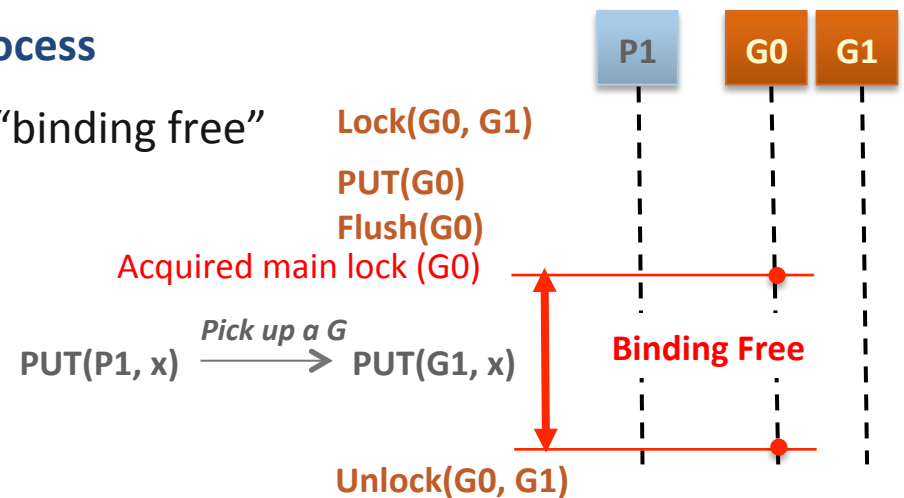 ocess
P1
G0
G1
"binding free"
Lock(G0, G1)
PUT(G0)
Flush(G0)
Acquired main lock (G0)
Pick up a G
PUT(P1, x)
PUT(G1, x)
Binding Free
Unlock(G0, G1)